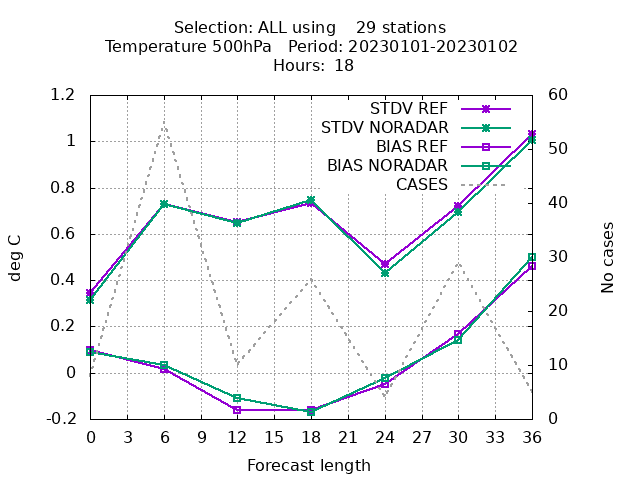 Selection: ALL using    29 stations
Temperature 500hPa   Period: 20230101-20230102
Hours:  18
1.2
1
0.8
0.6
0.4
0.2
0
-0.2
deg C
60
50
40
30
20
10
0
No cases
STDV REF
STDV NORADAR
BIAS REF
BIAS NORADAR
CASES
0 3 6 9 12 15 18 21 24 27 30 33 36
Forecast length